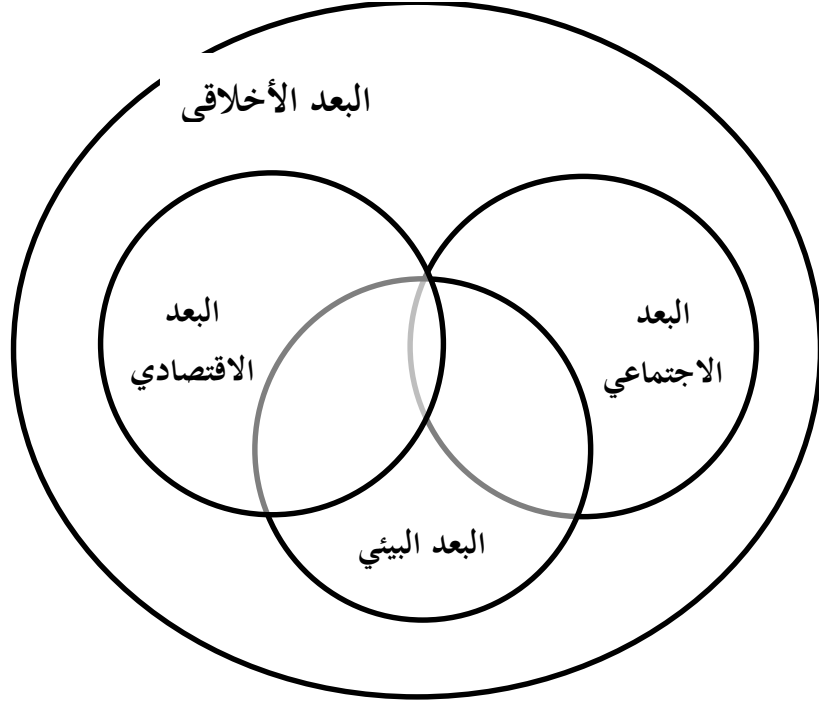 البعد الأخلاقى
البعد
الاجتماعي
البعد
الاقتصادي
البعد البيئي